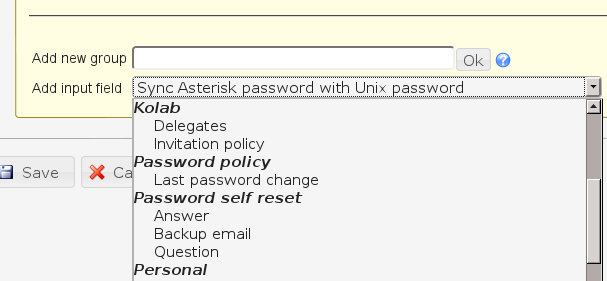 Add new group
Ok
Add input field
Sync Asterisk password with Unix password
Kolab
Delegates
Invitation policy
Password policy
Last password change
Password self reset
Answer
Backup email
Question
Personal
Save
Ca